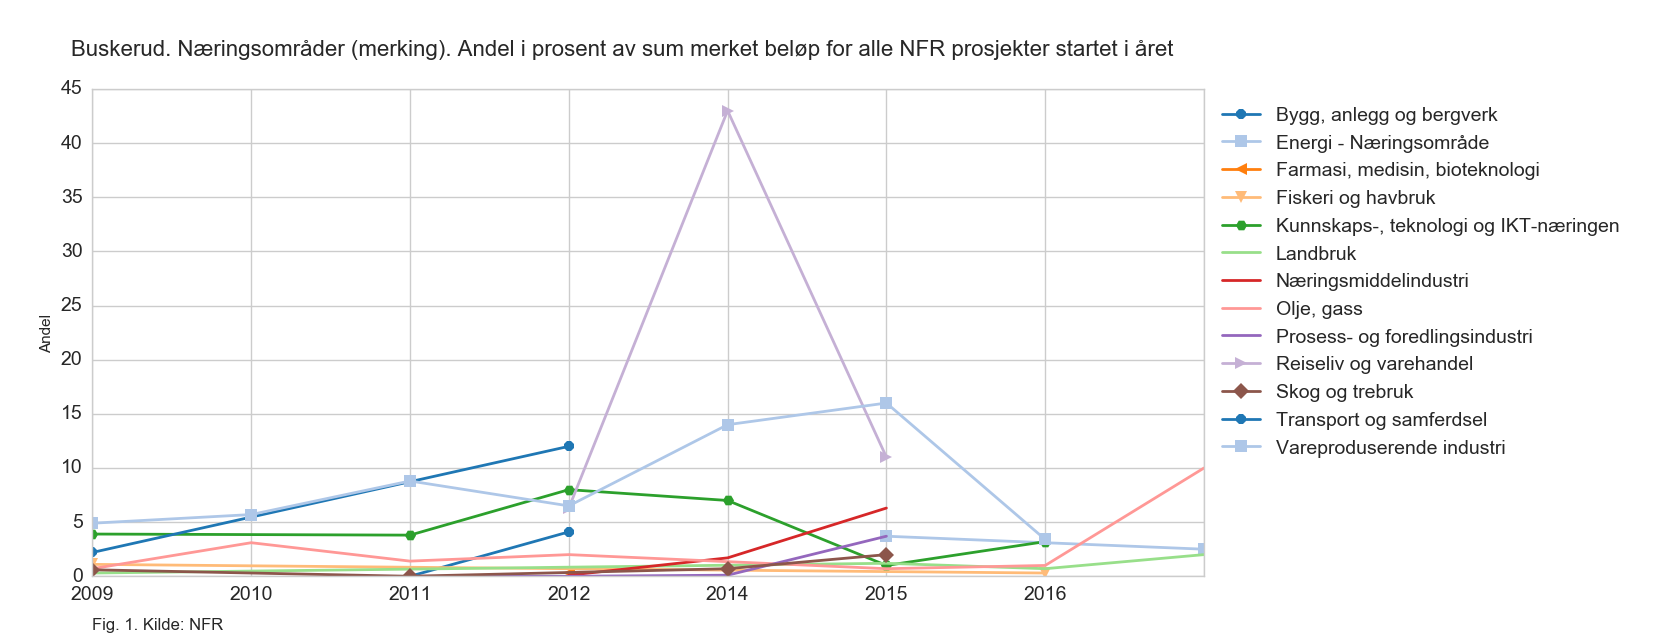 Buskerud. Næringsområder (merking). Andel i prosent av sum merket beløp for alle NFR prosjekter startet i året
45
40
35
30
25
20
15
10
5
0
Andel
2009 2010 2011 2012 2014 2015 2016
Bygg, anlegg og bergverk
Energi - Næringsområde
Farmasi, medisin, bioteknologi
Fiskeri og havbruk
Kunnskaps-, teknologi og IKT-næringen
Landbruk
Næringsmiddelindustri
Olje, gass
Prosess- og foredlingsindustri
Reiseliv og varehandel
Skog og trebruk
Transport og samferdsel
Vareproduserende industri
Fig. 1. Kilde: NFR